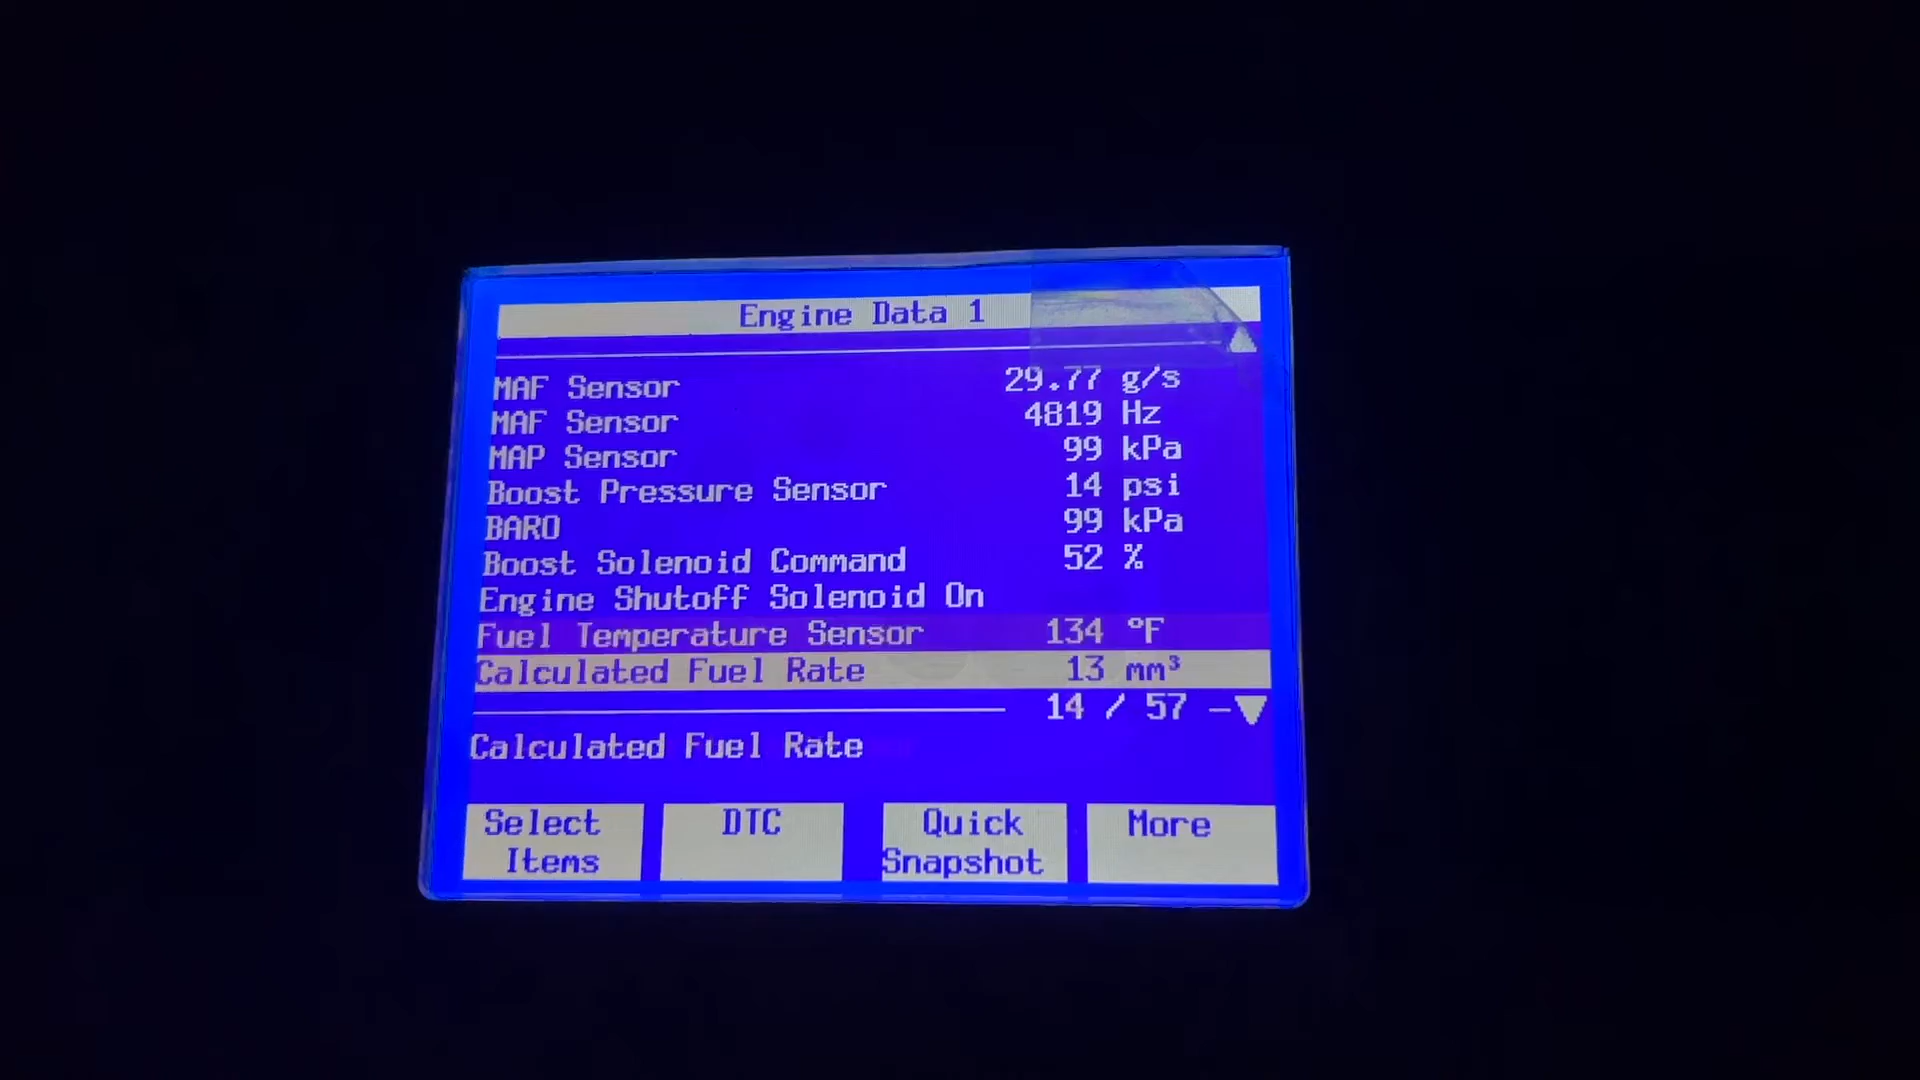 Engine Data 1
MAF Sensor 29.77 g/s
MAF Sensor 4819 Hz
MAP Sensor 99 kPa
Boost Pressure Sensor 14 psi
BARO 99 kPa
Boost Solenoid Command 52 %
Engine Shutoff Solenoid On
Fuel Temperature Sensor 134 °F
Calculated Fuel Rate 13 mm³
14 / 57
Calculated Fuel Rate
Select Items
DTC
Quick Snapshot
More